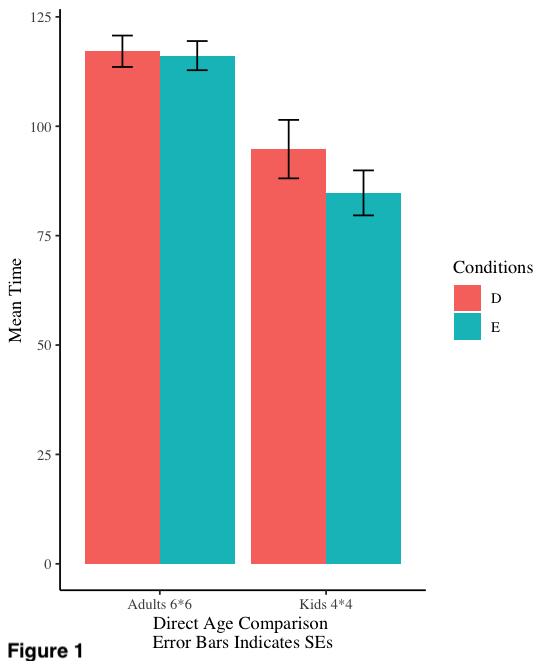 125
100
75
50
25
0
Mean Time
Adults 6*6
Kids 4*4
Direct Age Comparison
Error Bars Indicates SEs
Conditions
D
E
Figure 1